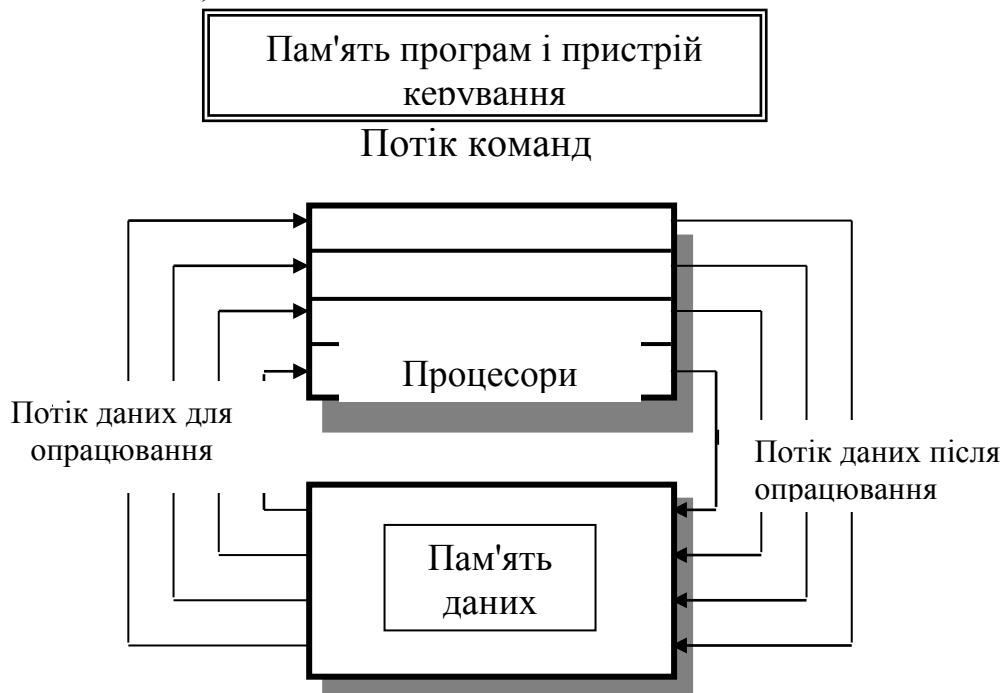 Пам'ять програм і пристрій
керування
Потік команд
Процесори
Потік даних для
опрацювання
Потік даних після
опрацювання
Пам'ять
даних